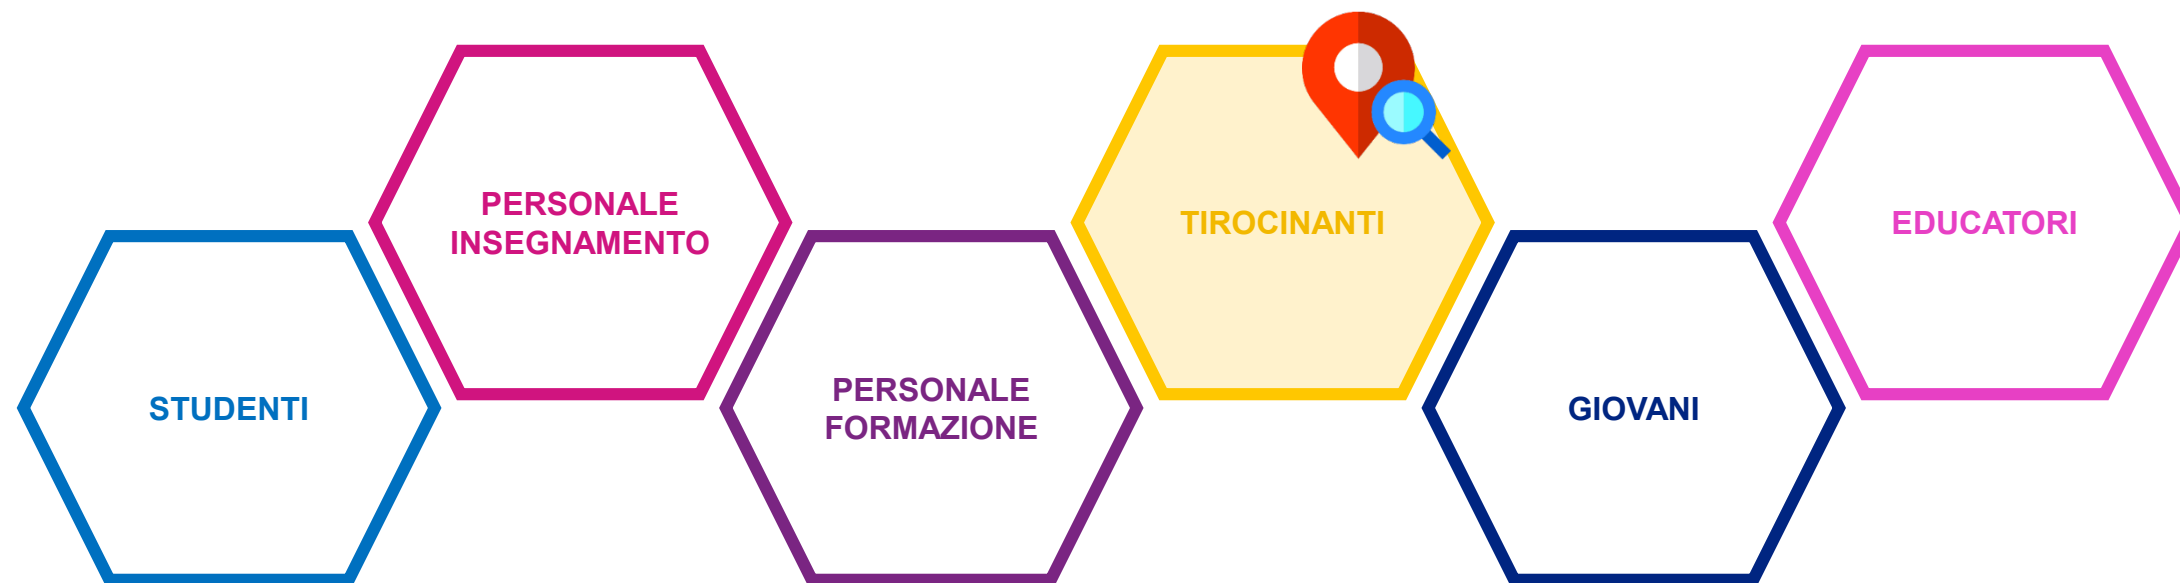 STUDENTI
PERSONALE
INSEGNAMENTO
PERSONALE
FORMAZIONE
TIROCINANTI
GIOVANI
EDUCATORI